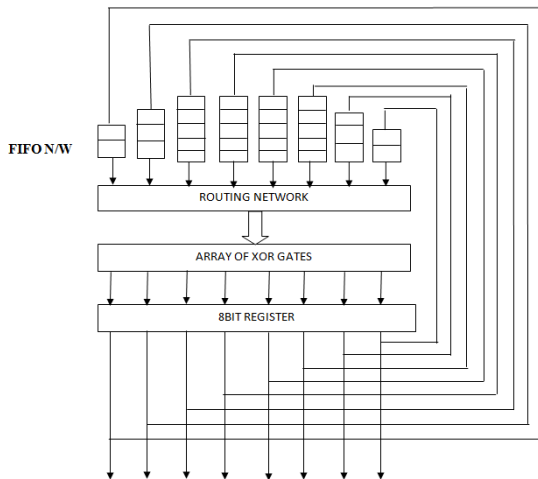 FIFO N/W
ROUTING NETWORK
ARRAY OF XOR GATES
8BIT REGISTER